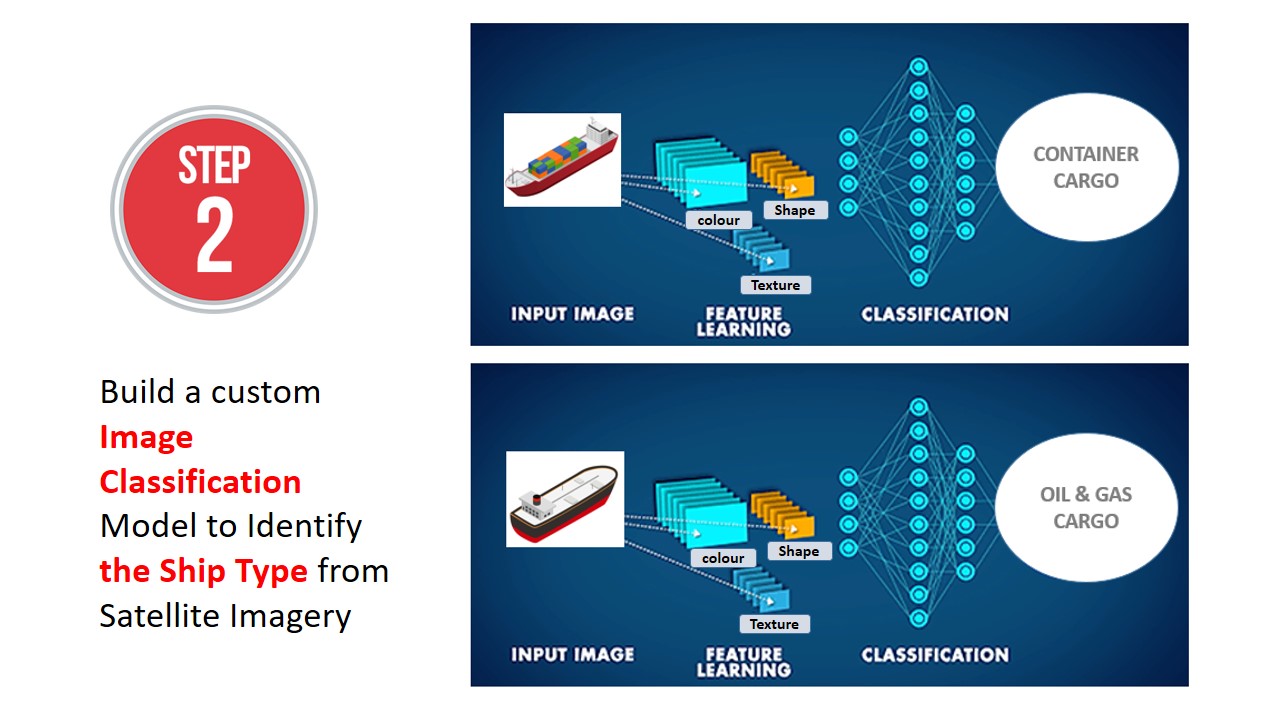 STEP
2
Build a custom
Image
Classification
Model to Identify
the Ship Type from
Satellite Imagery
CONTAINER
CARGO
colour
Shape
Texture
INPUT IMAGE
FEATURE
LEARNING
CLASSIFICATION
OIL & GAS
CARGO
colour
Shape
Texture
INPUT IMAGE
FEATURE
LEARNING
CLASSIFICATION